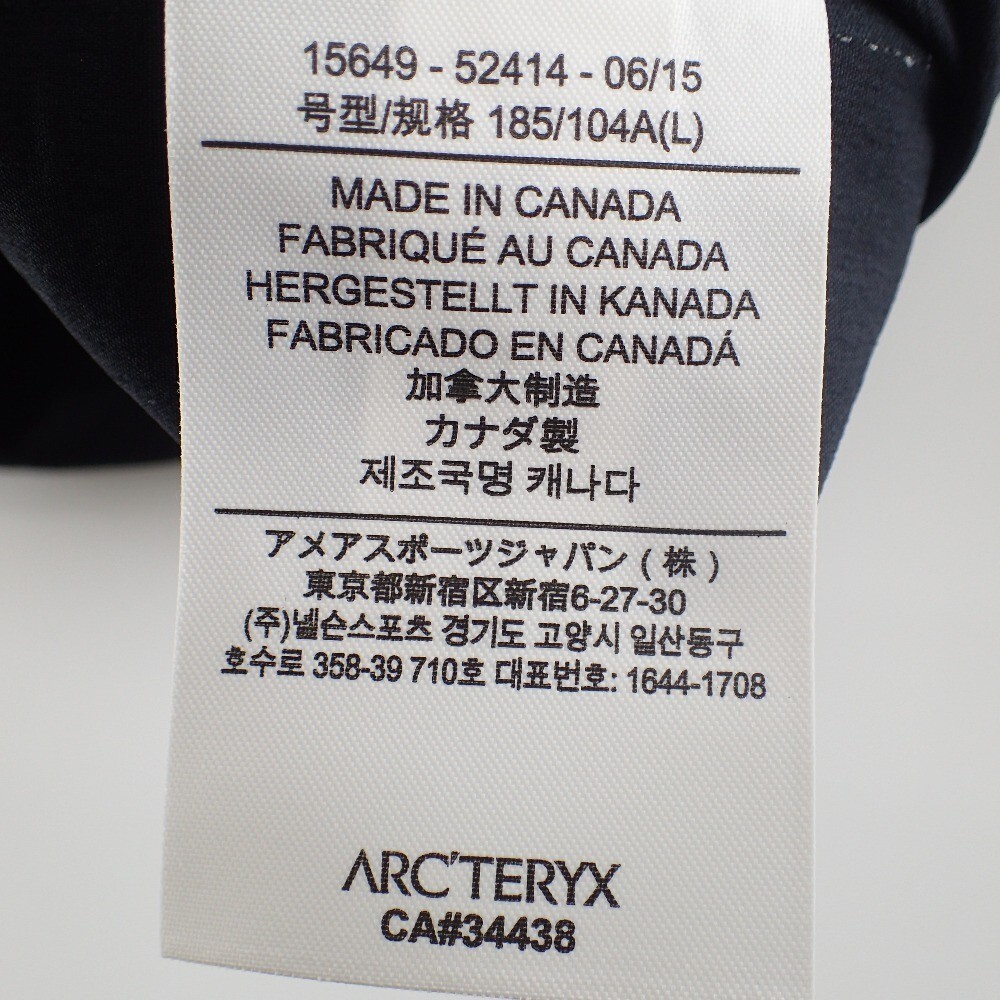 15649 - 52414 - 06/15
号型/规格 185/104A(L)
MADE IN CANADA
FABRIQUÉ AU CANADA
HERGESTELLT IN KANADA
FABRICADO EN CANADÁ
加拿大制造
カナダ製
제조국명 캐나다
アメアスポーツジャパン(株)
東京都新宿区新宿6-27-30
(주)넬슨스포츠 경기도 고양시 일산동구
호수로 358-39 710호 대표번호: 1644-1708
ARC'TERYX
CA#34438